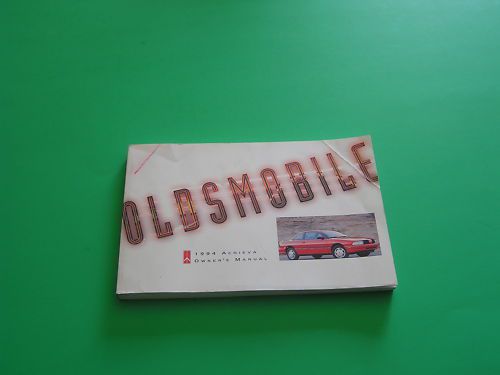 OLDSMOBILE
1994 ACHIEVA
OWNER'S MANUAL